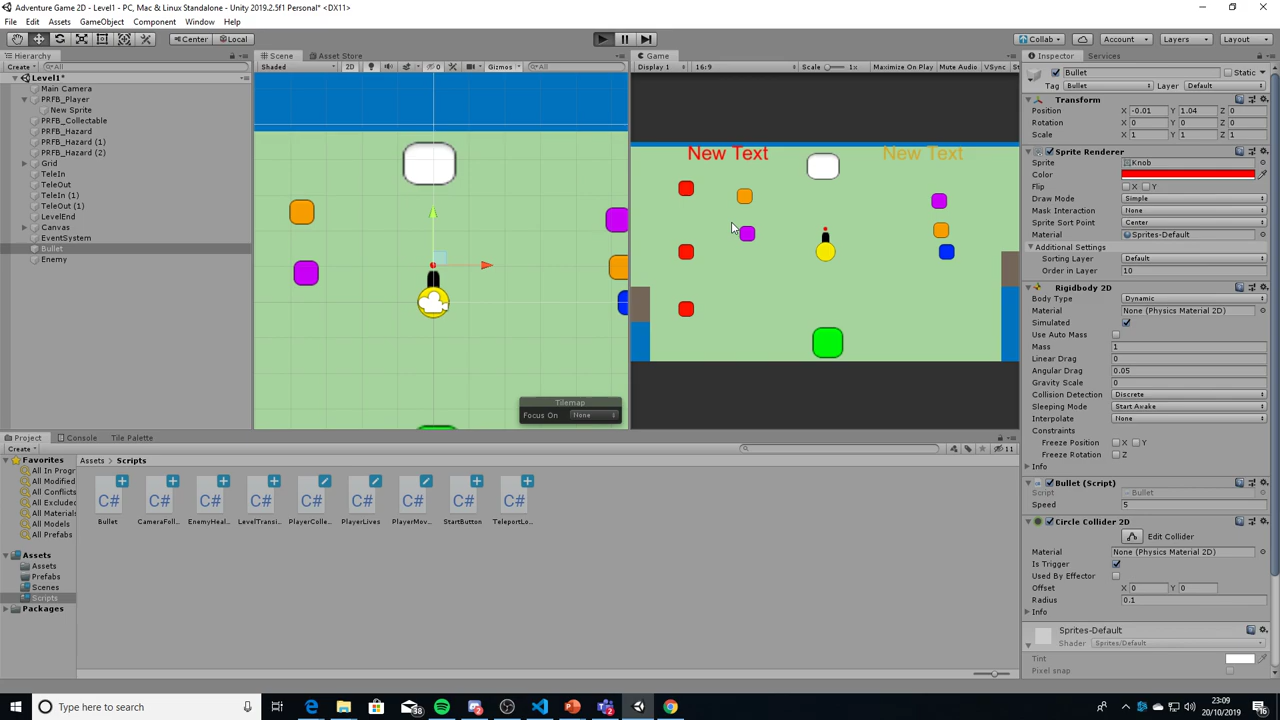 Adventure Game 2D - Level1 - PC, Mac & Linux Standalone - Unity 2019.2.5f1 Personal* <DX11>
File Edit Assets GameObject Component Window Help
Center Local
Collab Account Layers Layout
Hierarchy
Create All
Level1*
Main Camera
PRFB_Player
New Sprite
PRFB_Collectable
PRFB_Hazard
PRFB_Hazard (1)
PRFB_Hazard (2)
Grid
TeleIn
TeleOut
TeleIn (1)
TeleOut (1)
LevelEnd
Canvas
EventSystem
Bullet
Enemy
Scene Asset Store
Shaded 2D 0 Gizmos All
Tilemap
Focus On None
Game
Display 1 16:9 Scale 1x Maximize On Play Mute Audio VSync
New Text New Text
Inspector Services
Bullet Static
Tag Bullet Layer Default
Transform
Position X -0.01 Y 1.04 Z 0
Rotation X 0 Y 0 Z 0
Scale X 1 Y 1 Z 1
Sprite Renderer
Sprite Knob
Color
Flip X Y
Draw Mode Simple
Mask Interaction None
Sprite Sort Point Center
Material Sprites-Default
Additional Settings
Sorting Layer Default
Order in Layer 10
Rigidbody 2D
Body Type Dynamic
Material None (Physics Material 2D)
Simulated
Use Auto Mass
Mass 1
Linear Drag 0
Angular Drag 0.05
Gravity Scale 0
Collision Detection Discrete
Sleeping Mode Start Awake
Interpolate None
Constraints
Freeze Position X Y
Freeze Rotation Z
Info
Bullet (Script)
Script Bullet
Speed 5
Circle Collider 2D
Edit Collider
Material None (Physics Material 2D)
Is Trigger
Used By Effector
Offset X 0 Y 0
Radius 0.1
Info
Sprites-Default
Shader Sprites/Default
Tint
Pixel snap
Project Console Tile Palette
Create 11
Favorites
All In Progr
All Modified
All Conflicts
All Excluded
All Materials
All Models
All Prefabs
Assets
Assets
Prefabs
Scenes
Scripts
Packages
Assets Scripts
C# C# C# C# C# C# C# C# C#
Bullet CameraFoll... EnemyHeal... LevelTransi... PlayerColle... PlayerLives PlayerMov... StartButton TeleportLo...
Type here to search
23:09
20/10/2019